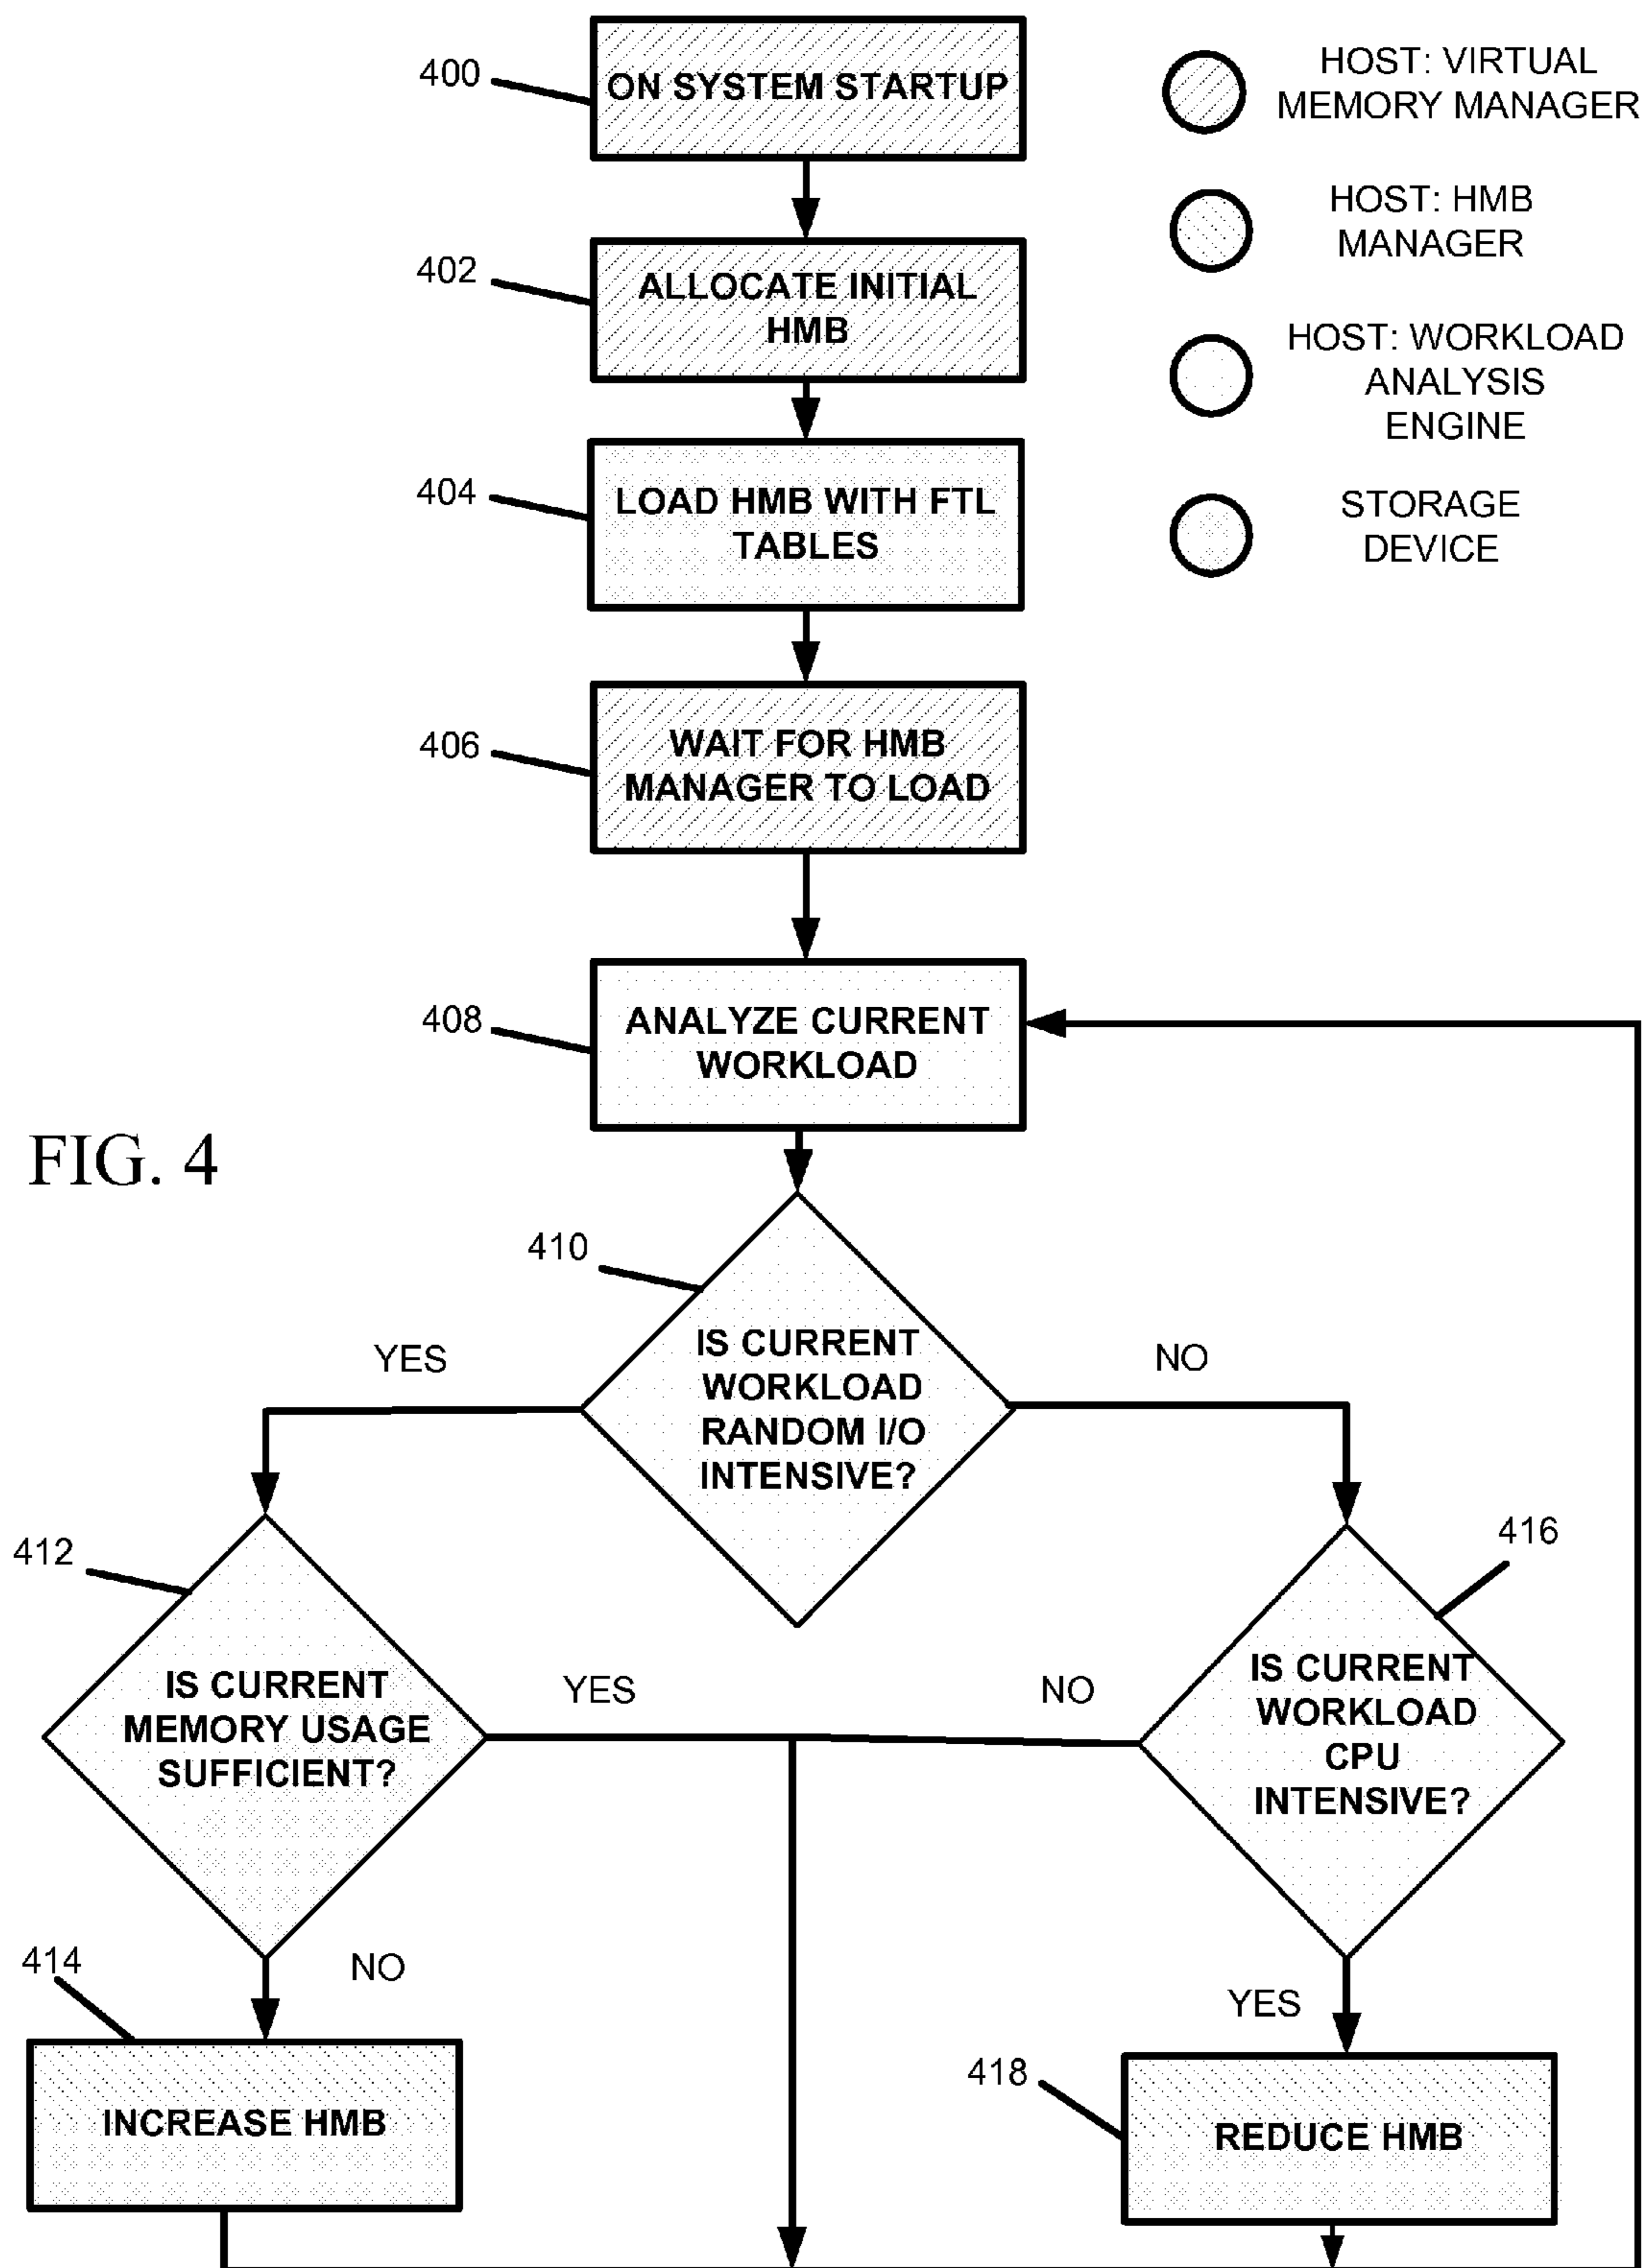 400
ON SYSTEM STARTUP
HOST: VIRTUAL
MEMORY MANAGER
HOST: HMB
MANAGER
HOST: WORKLOAD
ANALYSIS
ENGINE
STORAGE
DEVICE
402
ALLOCATE INITIAL
HMB
404
LOAD HMB WITH FTL
TABLES
406
WAIT FOR HMB
MANAGER TO LOAD
408
ANALYZE CURRENT
WORKLOAD
FIG. 4
410
IS CURRENT
WORKLOAD
RANDOM I/O
INTENSIVE?
YES
NO
412
IS CURRENT
MEMORY USAGE
SUFFICIENT?
YES
NO
416
IS CURRENT
WORKLOAD
CPU
INTENSIVE?
NO
YES
414
INCREASE HMB
418
REDUCE HMB